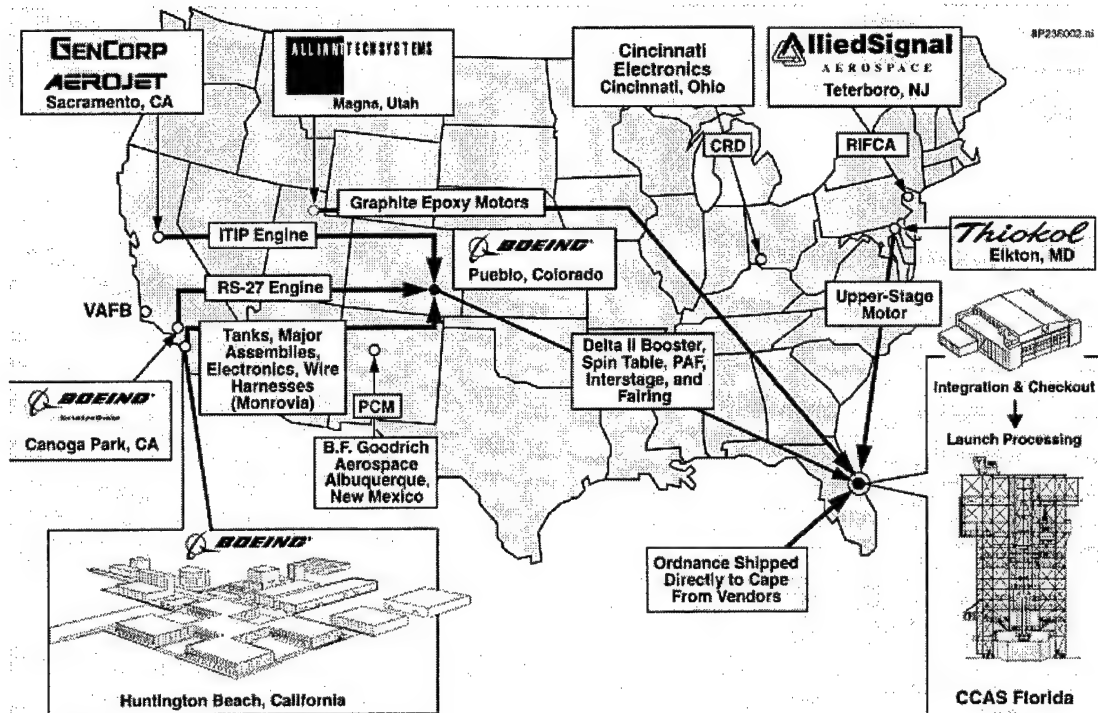 GENCORP
AEROJET
Sacramento, CA
ALLIANT TECHSYSTEMS
Magna, Utah
Cincinnati
Electronics
Cincinnati, Ohio
AlliedSignal
AEROSPACE
Teterboro, NJ
CRD
RIFCA
Graphite Epoxy Motors
ITIP Engine
BOEING
Pueblo, Colorado
Thiokol
Elkton, MD
RS-27 Engine
VAFB
Upper-Stage
Motor
Tanks, Major
Assemblies,
Electronics, Wire
Harnesses
(Monrovia)
Delta II Booster,
Spin Table, PAF,
Interstage, and
Fairing
Integration & Checkout
BOEING
Canoga Park, CA
PCM
Launch Processing
B.F. Goodrich
Aerospace
Albuquerque,
New Mexico
BOEING
Ordnance Shipped
Directly to Cape
From Vendors
Huntington Beach, California
CCAS Florida